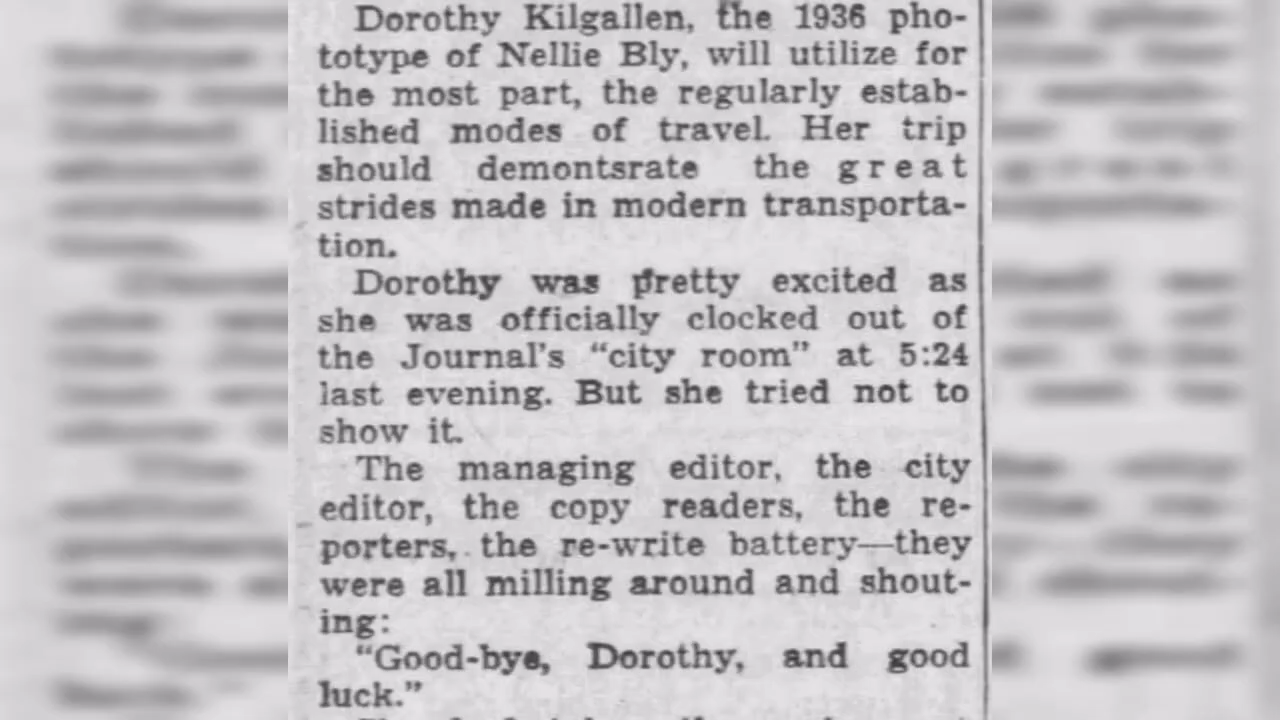 Dorothy Kilgallen, the 1936 pho-
totype of Nellie Bly, will utilize for
the most part, the regularly estab-
lished modes of travel. Her trip
should demontsrate the great
strides made in modern transporta-
tion.
Dorothy was pretty excited as
she was officially clocked out of
the Journal's "city room" at 5:24
last evening. But she tried not to
show it.
The managing editor, the city
editor, the copy readers, the re-
porters, the re-write battery—they
were all milling around and shout-
ing:
"Good-bye, Dorothy, and good
luck."